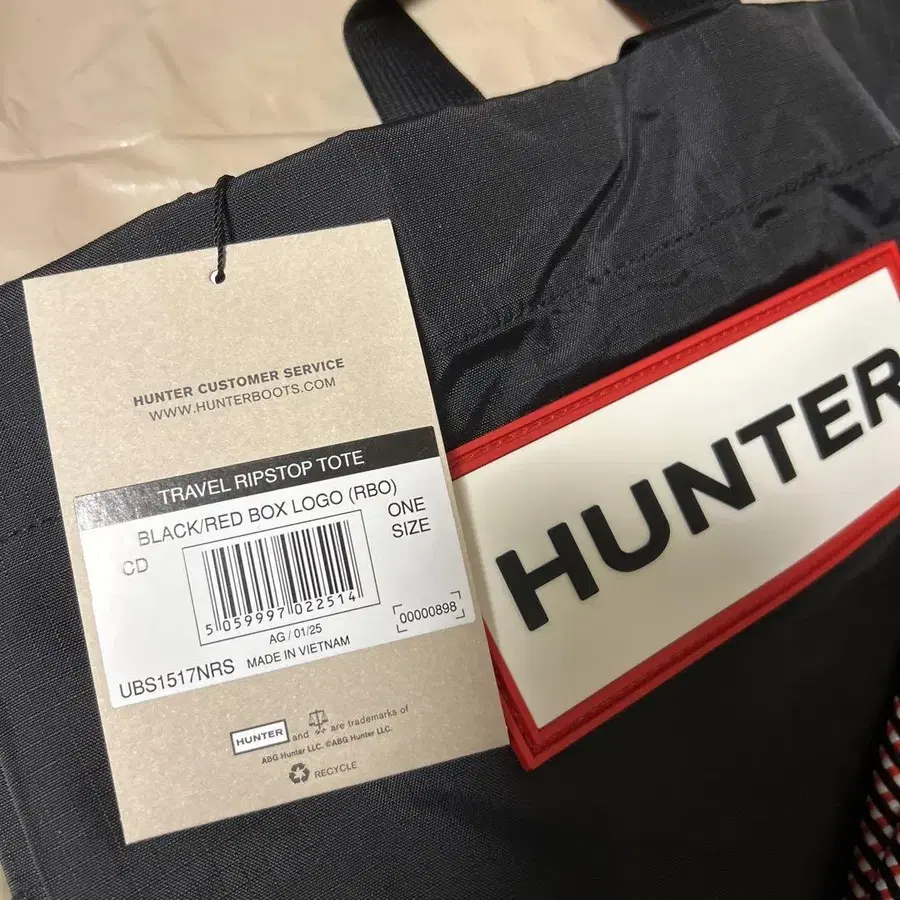 HUNTER CUSTOMER SERVICE
WWW.HUNTERBOOTS.COM
TRAVEL RIPSTOP TOTE
BLACK/RED BOX LOGO (RBO)
CD
ONE
SIZE
5 059997 022514
AG / 01/25
00000898
UBS1517NRS MADE IN VIETNAM
HUNTER and are trademarks of
ABG Hunter LLC. ©ABG Hunter LLC.
RECYCLE
HUNTER